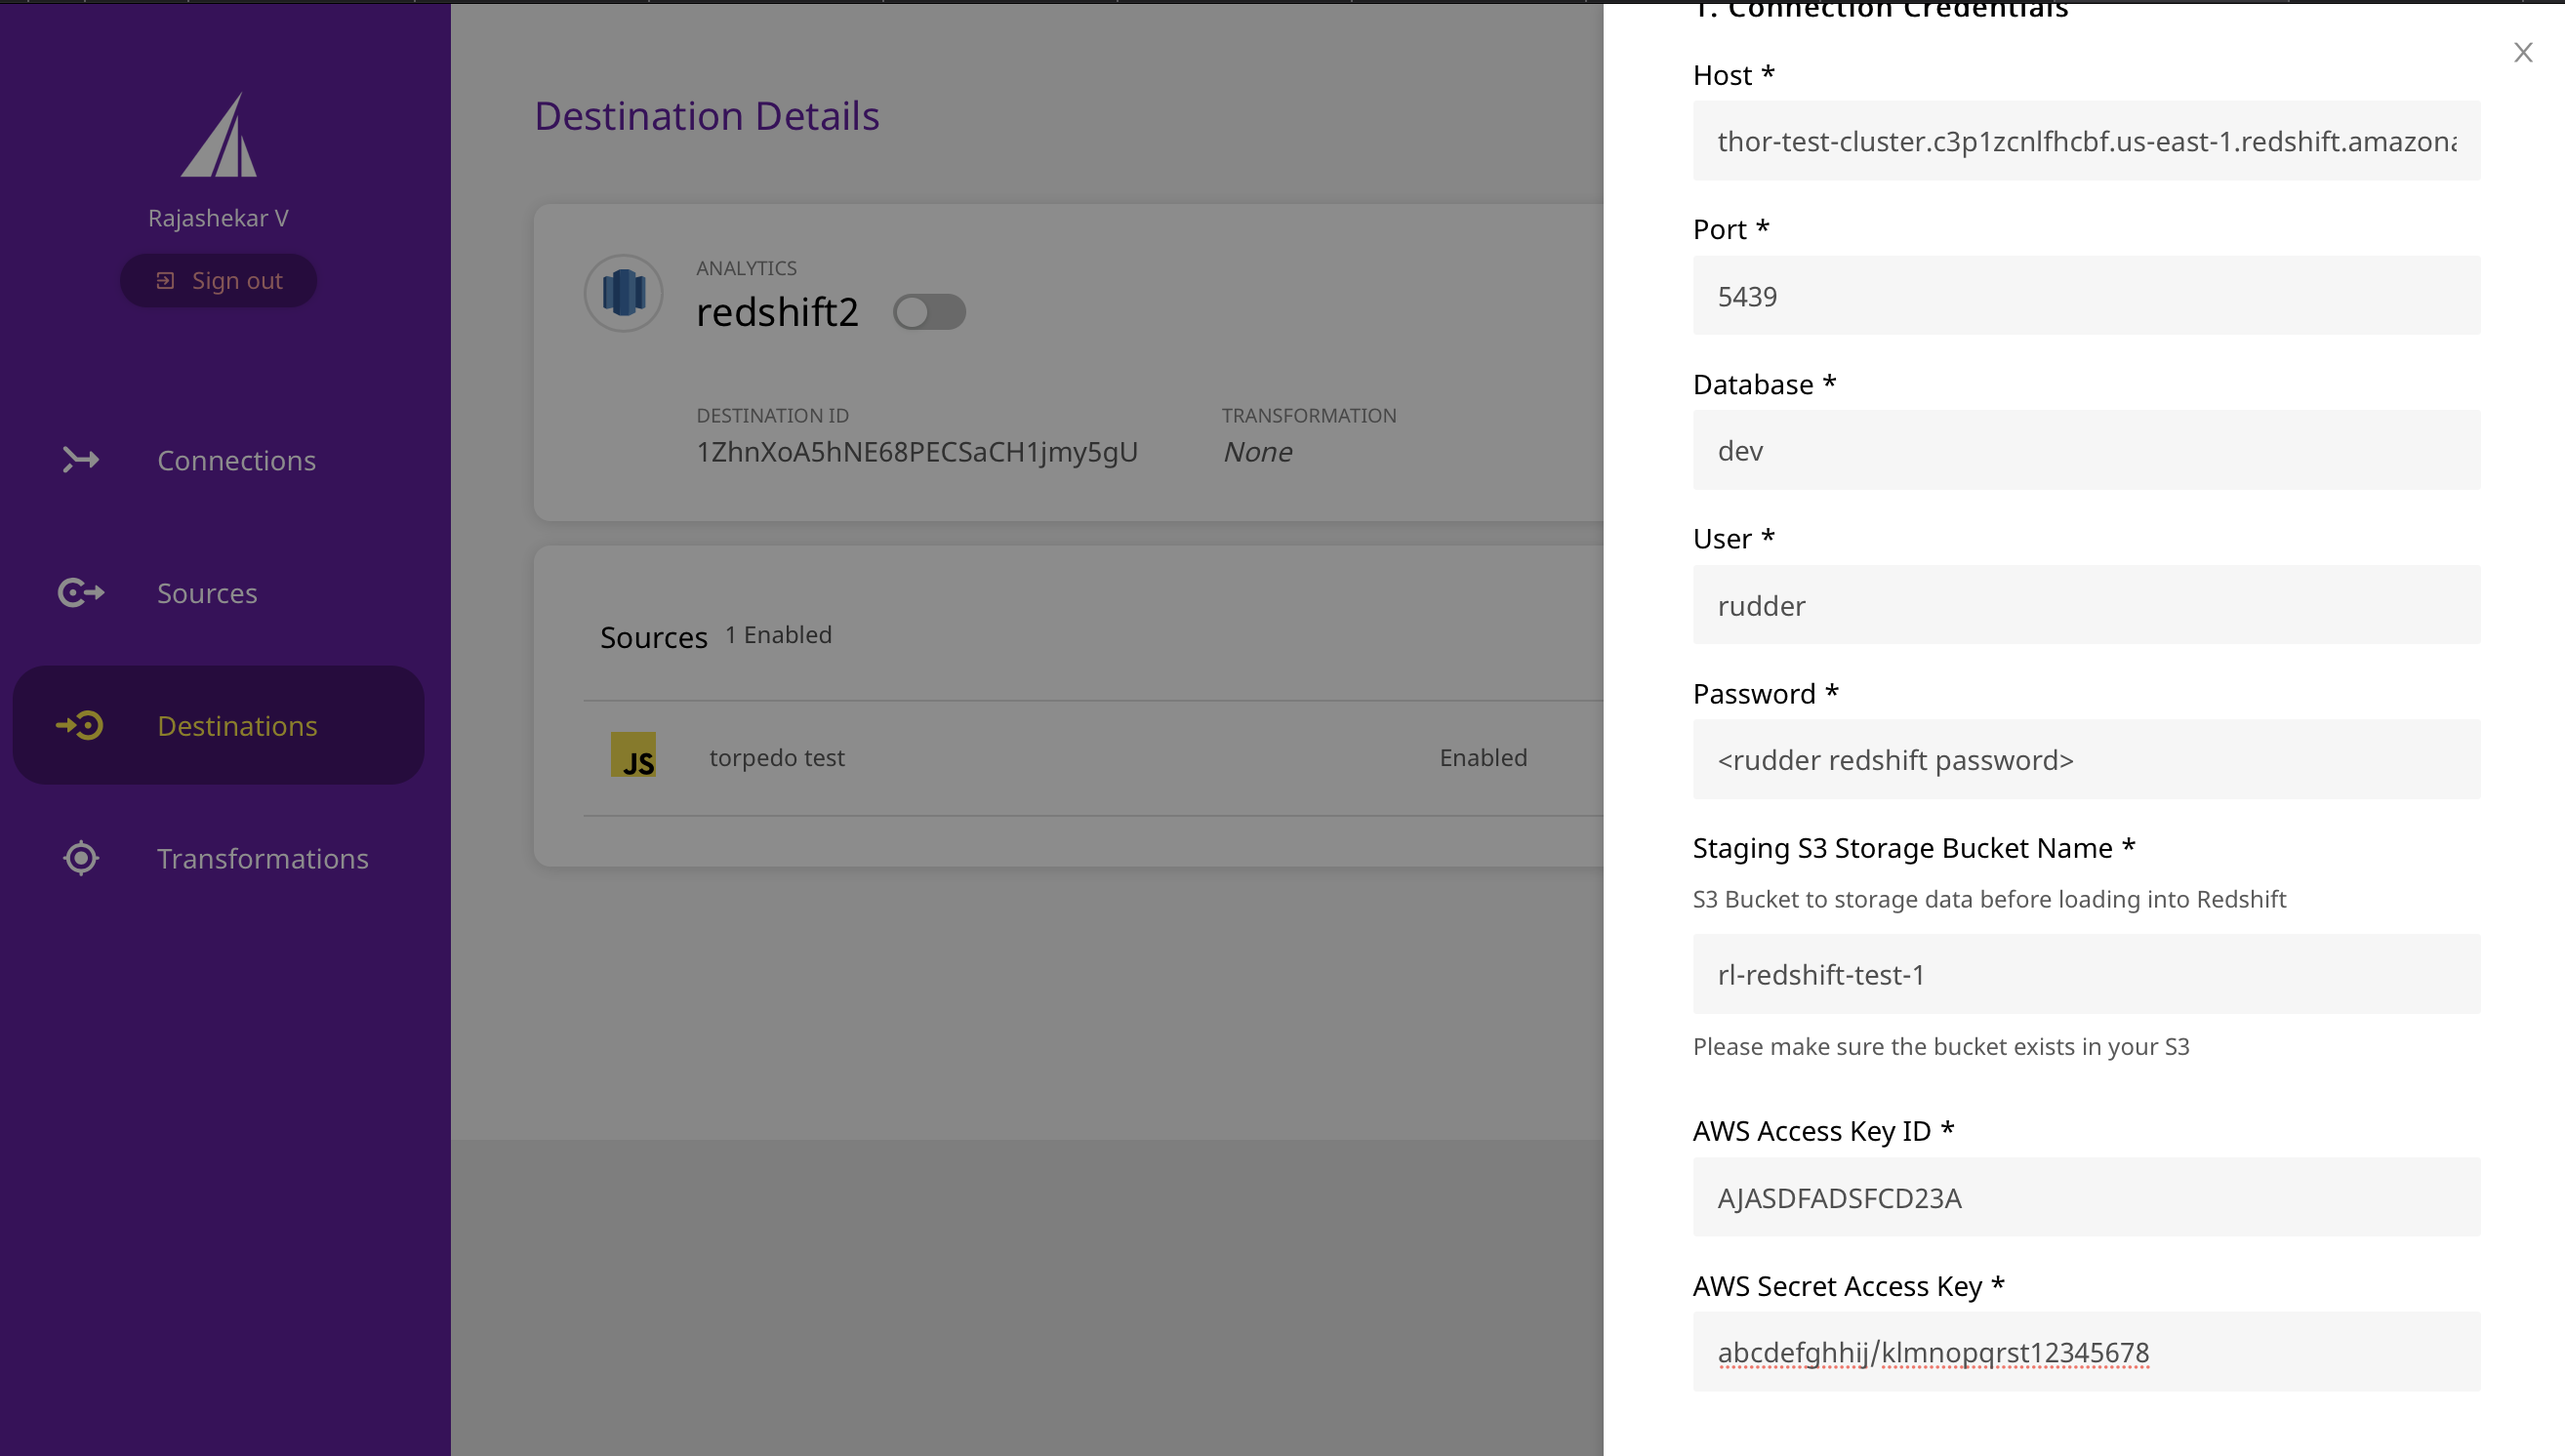 Rajashekar V
Sign out
Connections
Sources
Destinations
Transformations
Destination Details
ANALYTICS
redshift2
DESTINATION ID
1ZhnXoA5hNE68PECSaCH1jmy5gU
TRANSFORMATION
None
Sources 1 Enabled
JS torpedo test Enabled
1. Connection Credentials
X
Host *
thor-test-cluster.c3p1zcnlfhcbf.us-east-1.redshift.amazona
Port *
5439
Database *
dev
User *
rudder
Password *
<rudder redshift password>
Staging S3 Storage Bucket Name *
S3 Bucket to storage data before loading into Redshift
rl-redshift-test-1
Please make sure the bucket exists in your S3
AWS Access Key ID *
AJASDFADSFCD23A
AWS Secret Access Key *
abcdefghhij/klmnopqrst12345678